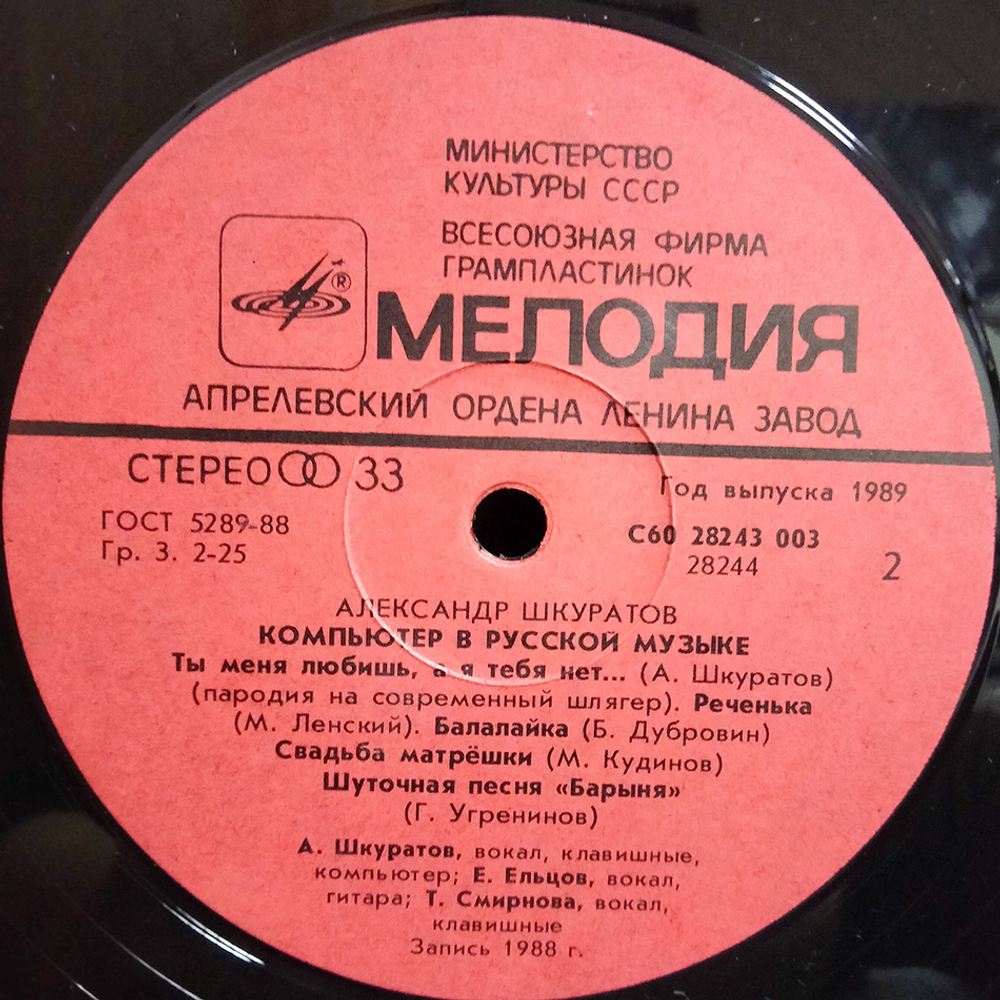 МИНИСТЕРСТВО
КУЛЬТУРЫ СССР
ВСЕСОЮЗНАЯ ФИРМА
ГРАМПЛАСТИНОК
®
МЕЛОДИЯ
АПРЕЛЕВСКИЙ ОРДЕНА ЛЕНИНА ЗАВОД
СТЕРЕО 33
Год выпуска 1989
ГОСТ 5289-88
Гр. 3. 2-25
С60 28243 003
28244
2
АЛЕКСАНДР ШКУРАТОВ
КОМПЬЮТЕР В РУССКОЙ МУЗЫКЕ
Ты меня любишь, а я тебя нет... (А. Шкуратов)
(пародия на современный шлягер). Реченька
(М. Ленский). Балалайка (Б. Дубровин)
Свадьба матрёшки (М. Кудинов)
Шуточная песня «Барыня»
(Г. Угренинов)
А. Шкуратов, вокал, клавишные,
компьютер; Е. Ельцов, вокал,
гитара; Т. Смирнова, вокал,
клавишные
Запись 1988 г.